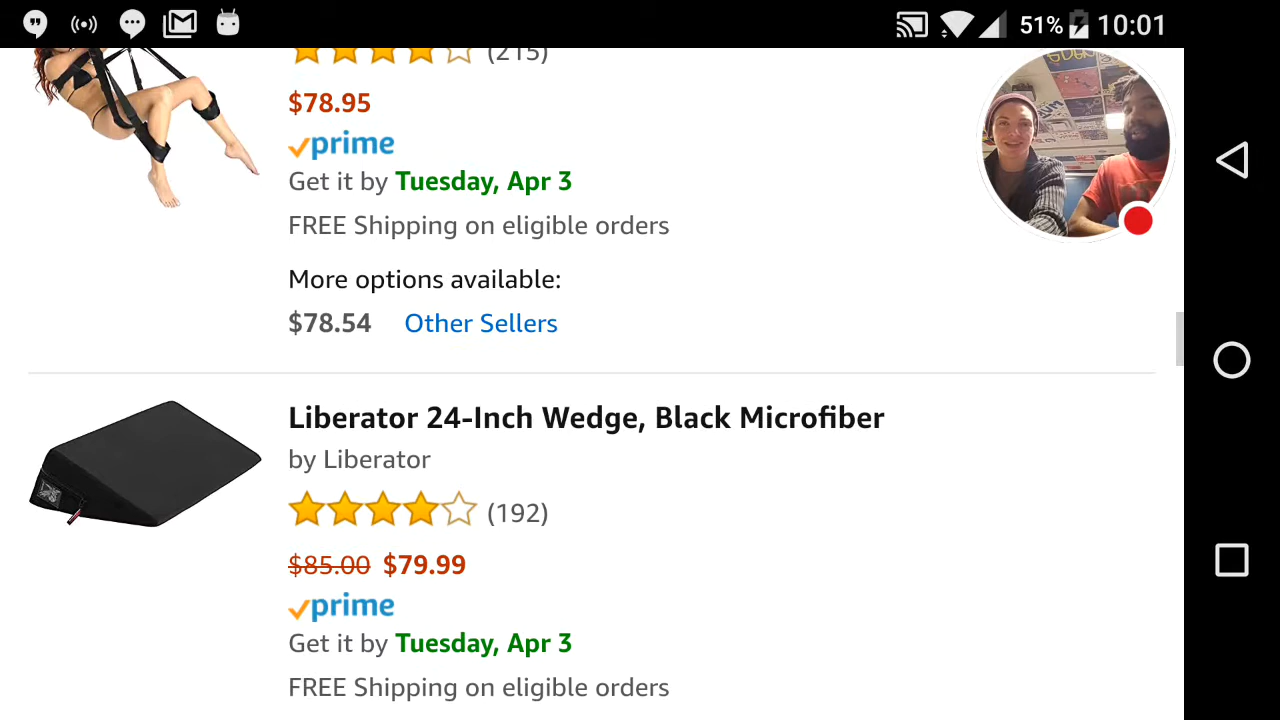 51% 10:01
(215)
$78.95
prime
Get it by Tuesday, Apr 3
FREE Shipping on eligible orders
More options available:
$78.54 Other Sellers
Liberator 24-Inch Wedge, Black Microfiber
by Liberator
(192)
$85.00 $79.99
prime
Get it by Tuesday, Apr 3
FREE Shipping on eligible orders